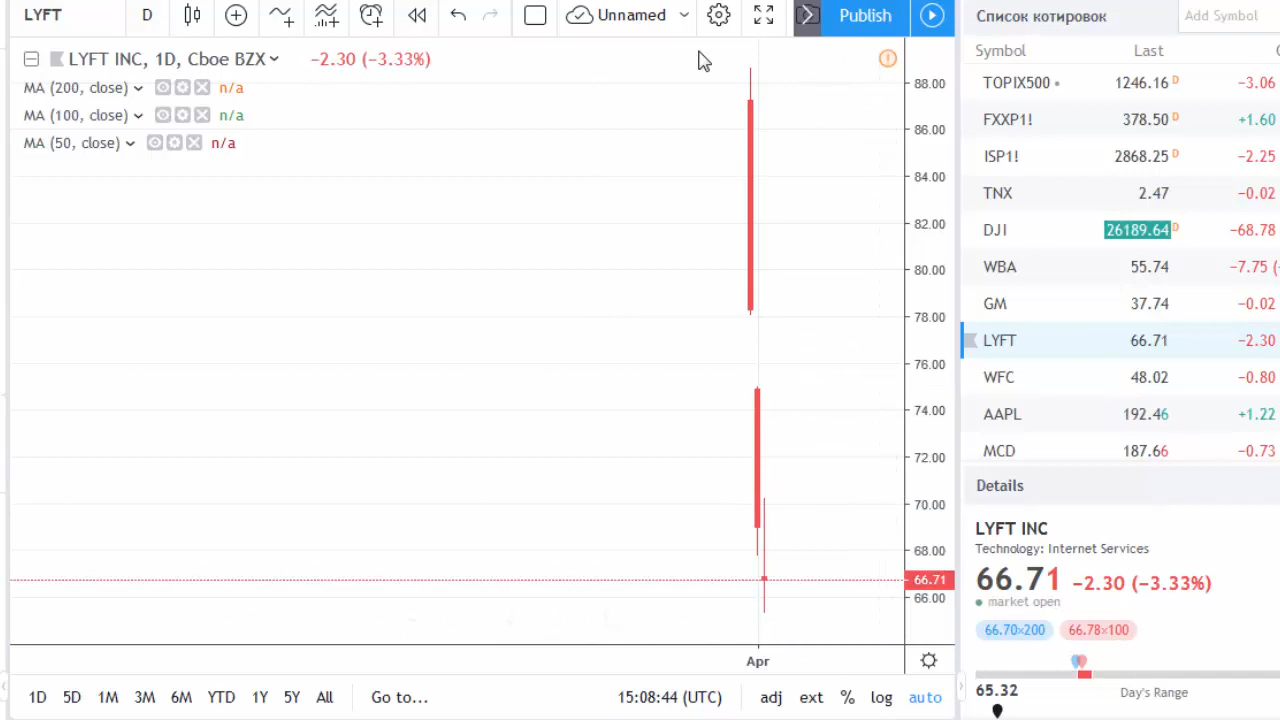 LYFT D Unnamed Publish
LYFT INC, 1D, Cboe BZX −2.30 (−3.33%)
MA (200, close) n/a
MA (100, close) n/a
MA (50, close) n/a
88.00
86.00
84.00
82.00
80.00
78.00
76.00
74.00
72.00
70.00
68.00
66.71
66.00
Apr
1D 5D 1M 3M 6M YTD 1Y 5Y All Go to... 15:08:44 (UTC) adj ext % log auto
Список котировок Add Symbol
Symbol Last
TOPIX500 1246.16 D −3.06
FXXP1! 378.50 D +1.60
ISP1! 2868.25 D −2.25
TNX 2.47 −0.02
DJI 26189.64 D −68.78
WBA 55.74 −7.75 (
GM 37.74 −0.02
LYFT 66.71 −2.30
WFC 48.02 −0.80
AAPL 192.46 +1.22
MCD 187.66 −0.73
Details
LYFT INC
Technology: Internet Services
66.71 −2.30 (−3.33%)
market open
66.70×200 66.78×100
65.32 Day's Range